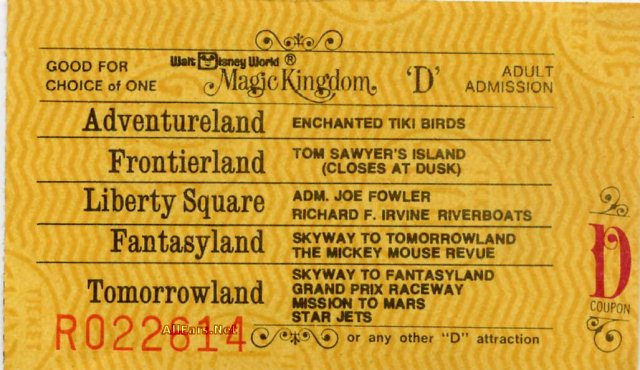 GOOD FOR
CHOICE of ONE
Walt Disney World ®
Magic Kingdom
'D'
ADULT
ADMISSION
Adventureland ENCHANTED TIKI BIRDS
Frontierland TOM SAWYER'S ISLAND
(CLOSES AT DUSK)
Liberty Square ADM. JOE FOWLER
RICHARD F. IRVINE RIVERBOATS
Fantasyland SKYWAY TO TOMORROWLAND
THE MICKEY MOUSE REVUE
Tomorrowland SKYWAY TO FANTASYLAND
GRAND PRIX RACEWAY
MISSION TO MARS
STAR JETS
or any other "D" attraction
R022614
AllEars.Net
D
COUPON